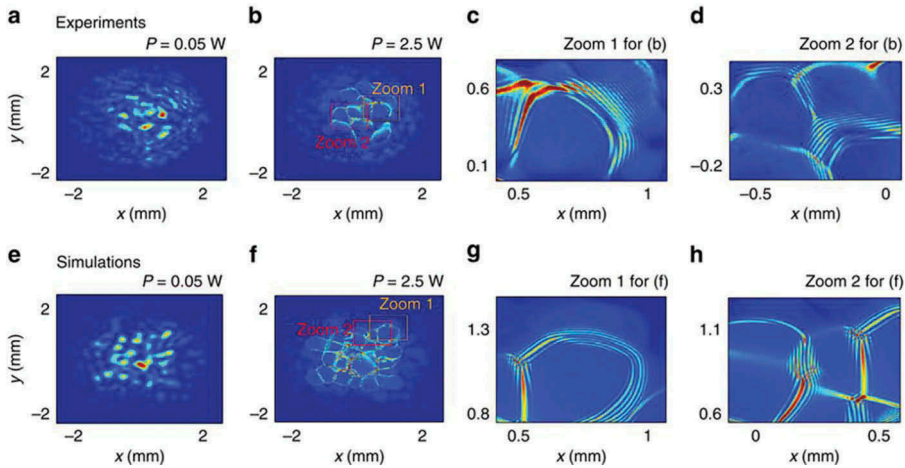 a Experiments
P = 0.05 W
b
P = 2.5 W
c
Zoom 1 for (b)
d
Zoom 2 for (b)
2
y (mm)
−2
−2 2
x (mm)
2
Zoom 1
Zoom 2
−2
−2 2
x (mm)
0.6
0.1
0.5 1
x (mm)
0.3
−0.2
−0.5 0
x (mm)
e Simulations
P = 0.05 W
f
P = 2.5 W
g
Zoom 1 for (f)
h
Zoom 2 for (f)
2
y (mm)
−2
−2 2
x (mm)
2
Zoom 1
Zoom 2
−2
−2 2
x (mm)
1.3
0.8
0.5 1
x (mm)
1.1
0.6
0 0.5
x (mm)